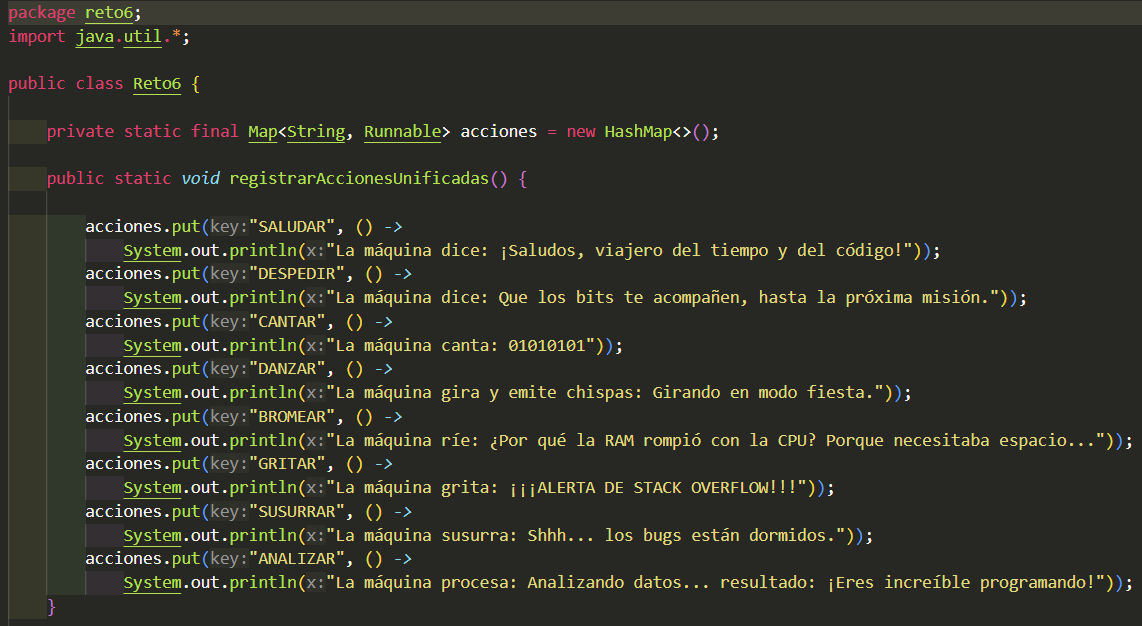 package reto6;
import java.util.*;
public class Reto6 {
private static final Map<String, Runnable> acciones = new HashMap<>();
public static void registrarAccionesUnificadas() {
acciones.put(key:"SALUDAR", () ->
System.out.println(x:"La máquina dice: ¡Saludos, viajero del tiempo y del código!"));
acciones.put(key:"DESPEDIR", () ->
System.out.println(x:"La máquina dice: Que los bits te acompañen, hasta la próxima misión."));
acciones.put(key:"CANTAR", () ->
System.out.println(x:"La máquina canta: 01010101"));
acciones.put(key:"DANZAR", () ->
System.out.println(x:"La máquina gira y emite chispas: Girando en modo fiesta."));
acciones.put(key:"BROMEAR", () ->
System.out.println(x:"La máquina ríe: ¿Por qué la RAM rompió con la CPU? Porque necesitaba espacio..."));
acciones.put(key:"GRITAR", () ->
System.out.println(x:"La máquina grita: ¡¡¡ALERTA DE STACK OVERFLOW!!!"));
acciones.put(key:"SUSURRAR", () ->
System.out.println(x:"La máquina susurra: Shhh... los bugs están dormidos."));
acciones.put(key:"ANALIZAR", () ->
System.out.println(x:"La máquina procesa: Analizando datos... resultado: ¡Eres increíble programando!"));
}